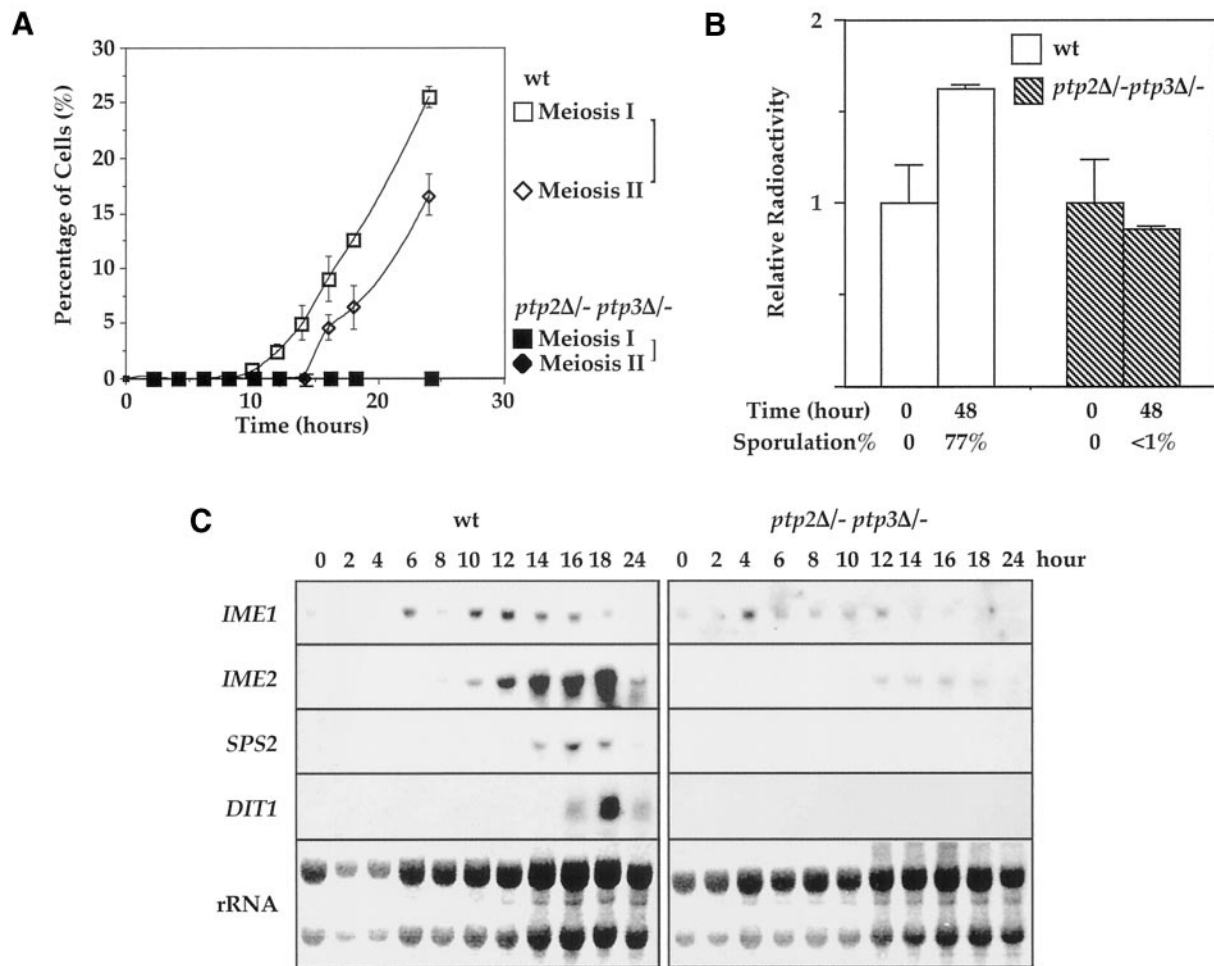 A
30
25
20
15
10
5
0
Percentage of Cells (%)
0 10 20 30
Time (hours)
wt
Meiosis I
Meiosis II
ptp2Δ/- ptp3Δ/-
Meiosis I
Meiosis II
B
2
1
Relative Radioactivity
wt
ptp2Δ/-ptp3Δ/-
Time (hour) 0 48 0 48
Sporulation% 0 77% 0 <1%
C
wt ptp2Δ/- ptp3Δ/-
0 2 4 6 8 10 12 14 16 18 24 0 2 4 6 8 10 12 14 16 18 24 hour
IME1
IME2
SPS2
DIT1
rRNA